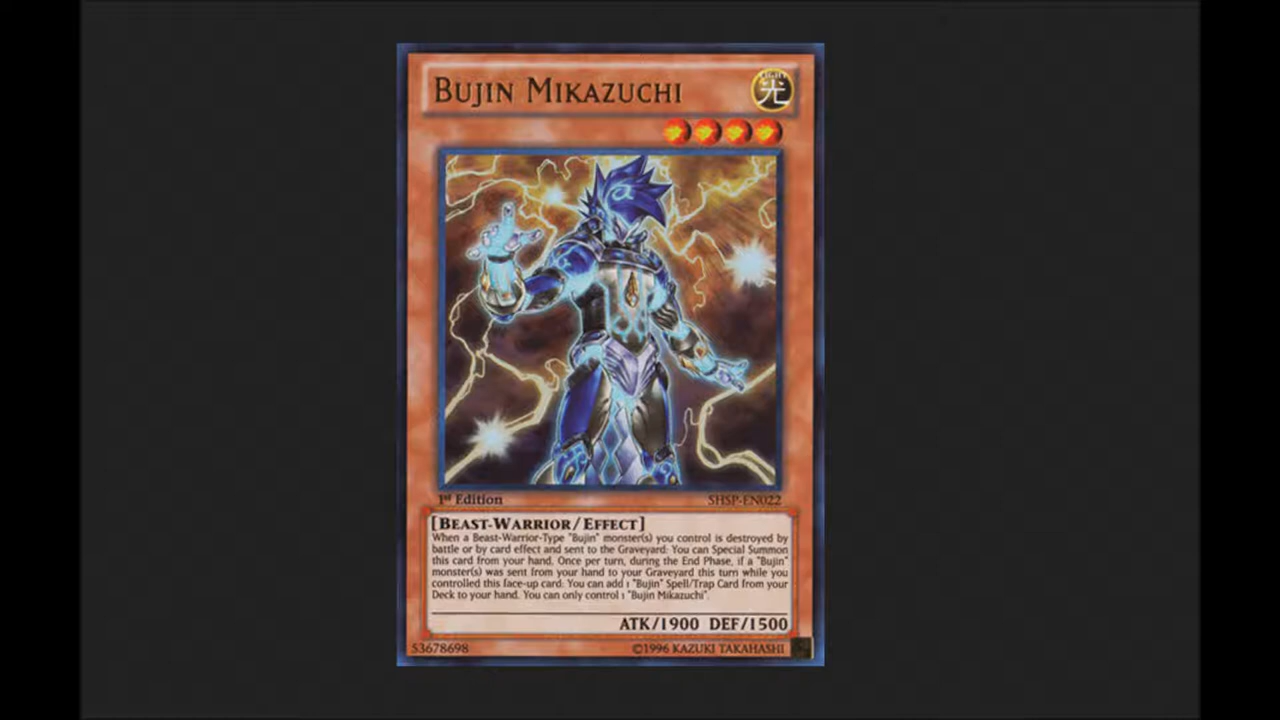 BUJIN MIKAZUCHI
LIGHT
光
1st Edition
SHSP-EN022
[BEAST-WARRIOR/EFFECT]
When a Beast-Warrior-Type "Bujin" monster(s) you control is destroyed by
battle or by card effect and sent to the Graveyard: You can Special Summon
this card from your hand. Once per turn, during the End Phase, if a "Bujin"
monster(s) was sent from your hand to your Graveyard this turn while you
controlled this face-up card: You can add 1 "Bujin" Spell/Trap Card from your
Deck to your hand. You can only control 1 "Bujin Mikazuchi".
ATK/1900 DEF/1500
53678698
©1996 KAZUKI TAKAHASHI